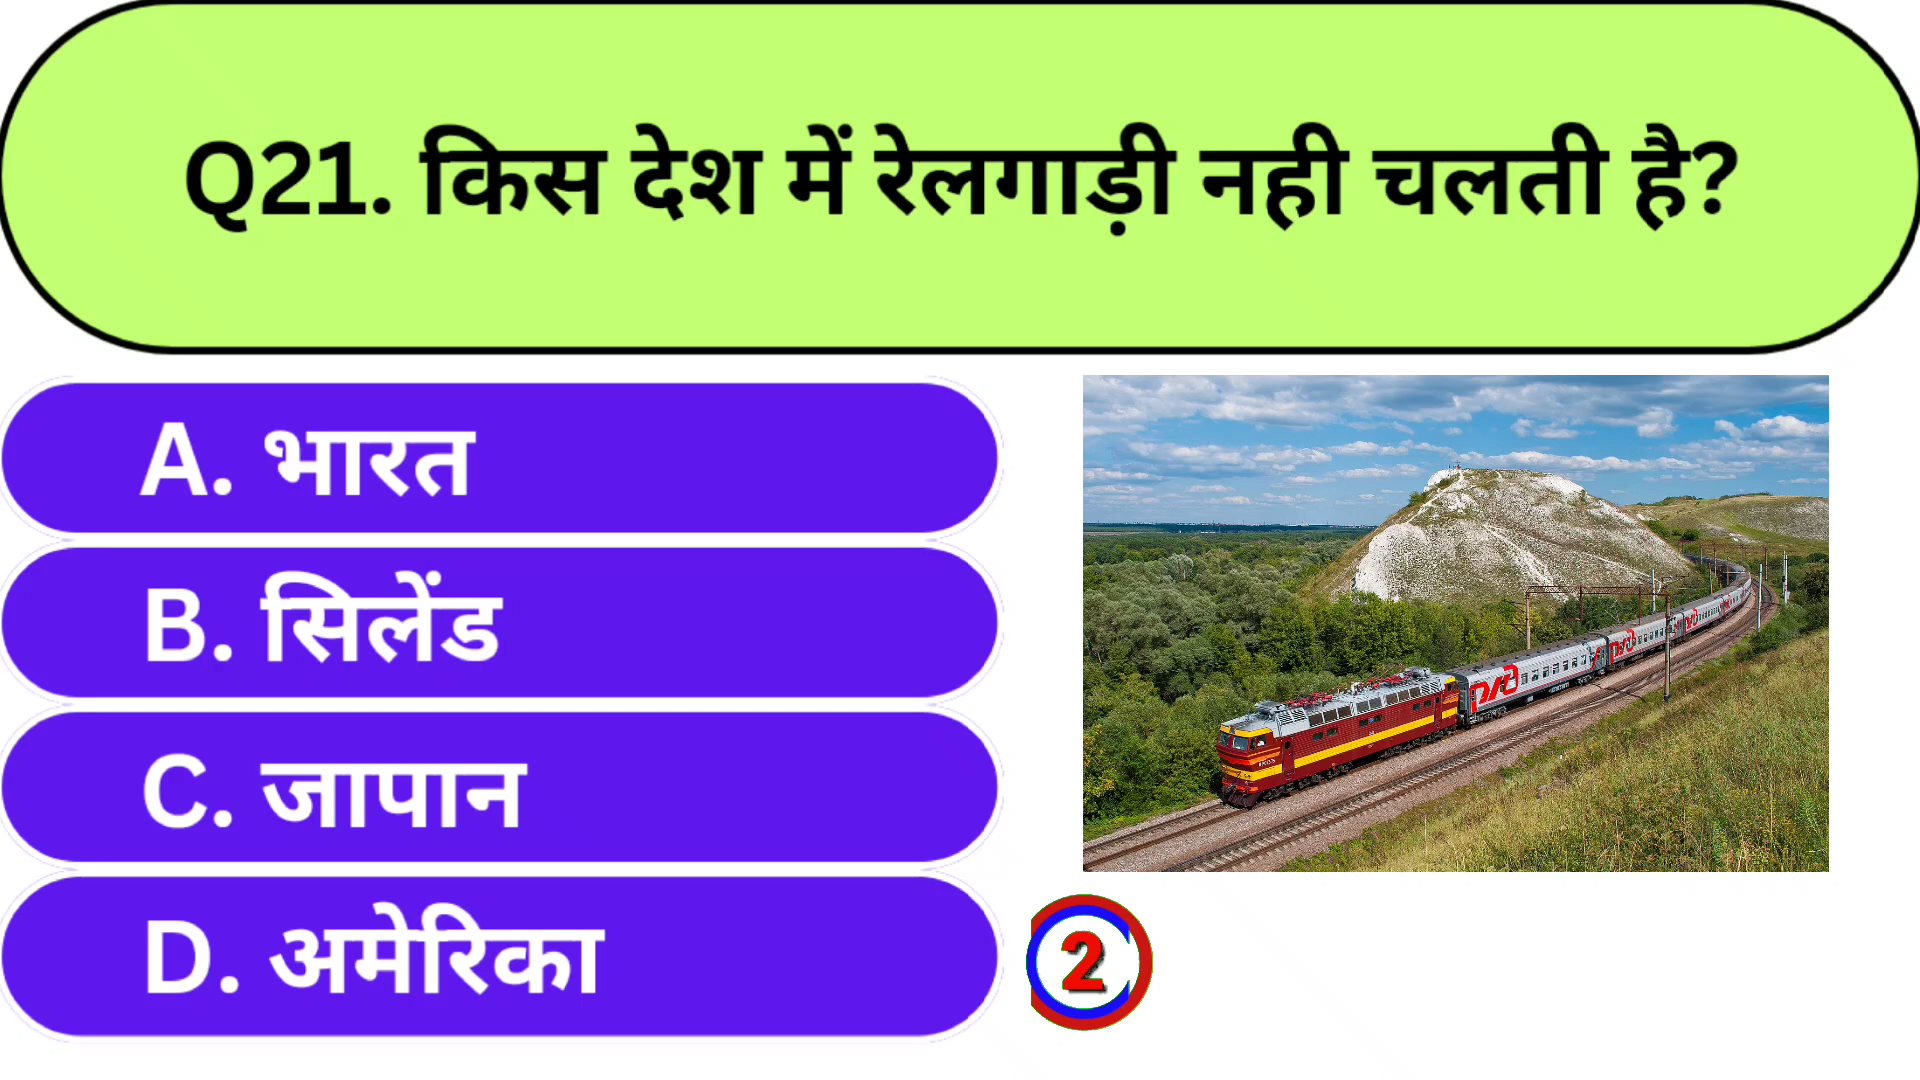 Q21. किस देश में रेलगाड़ी नही चलती है?
A. भारत
B. सिलेंड
C. जापान
D. अमेरिका
2